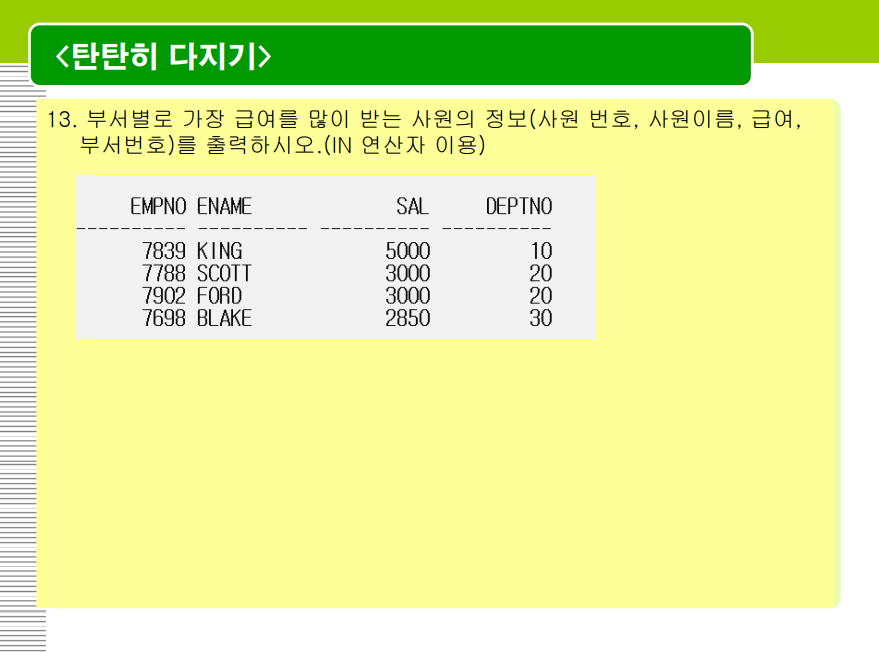 <탄탄히 다지기>
13. 부서별로 가장 급여를 많이 받는 사원의 정보(사원 번호, 사원이름, 급여,
부서번호)를 출력하시오.(IN 연산자 이용)
EMPNO ENAME SAL DEPTNO
---------- ---------- ---------- ----------
7839 KING 5000 10
7788 SCOTT 3000 20
7902 FORD 3000 20
7698 BLAKE 2850 30